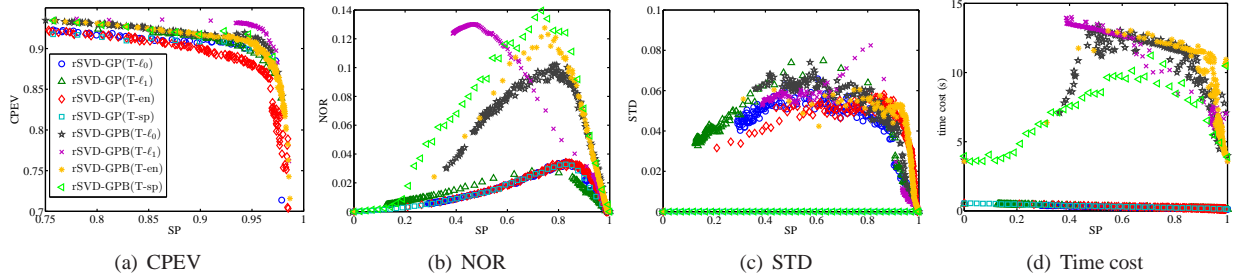 0.9
0.85
0.8
0.75
0.7
CPEV
0.75 0.8 0.85 0.9 0.95 1
SP
rSVD-GP(T-ℓ0)
rSVD-GP(T-ℓ1)
rSVD-GP(T-en)
rSVD-GP(T-sp)
rSVD-GPB(T-ℓ0)
rSVD-GPB(T-ℓ1)
rSVD-GPB(T-en)
rSVD-GPB(T-sp)
(a) CPEV
0.14
0.12
0.1
0.08
0.06
0.04
0.02
0.00
NOR
0 0.2 0.4 0.6 0.8 1
SP
(b) NOR
0.1
0.08
0.06
0.04
0.02
0
STD
0 0.2 0.4 0.6 0.8 1
SP
(c) STD
15
10
5
0
time cost (s)
0 0.2 0.4 0.6 0.8 1
SP
(d) Time cost